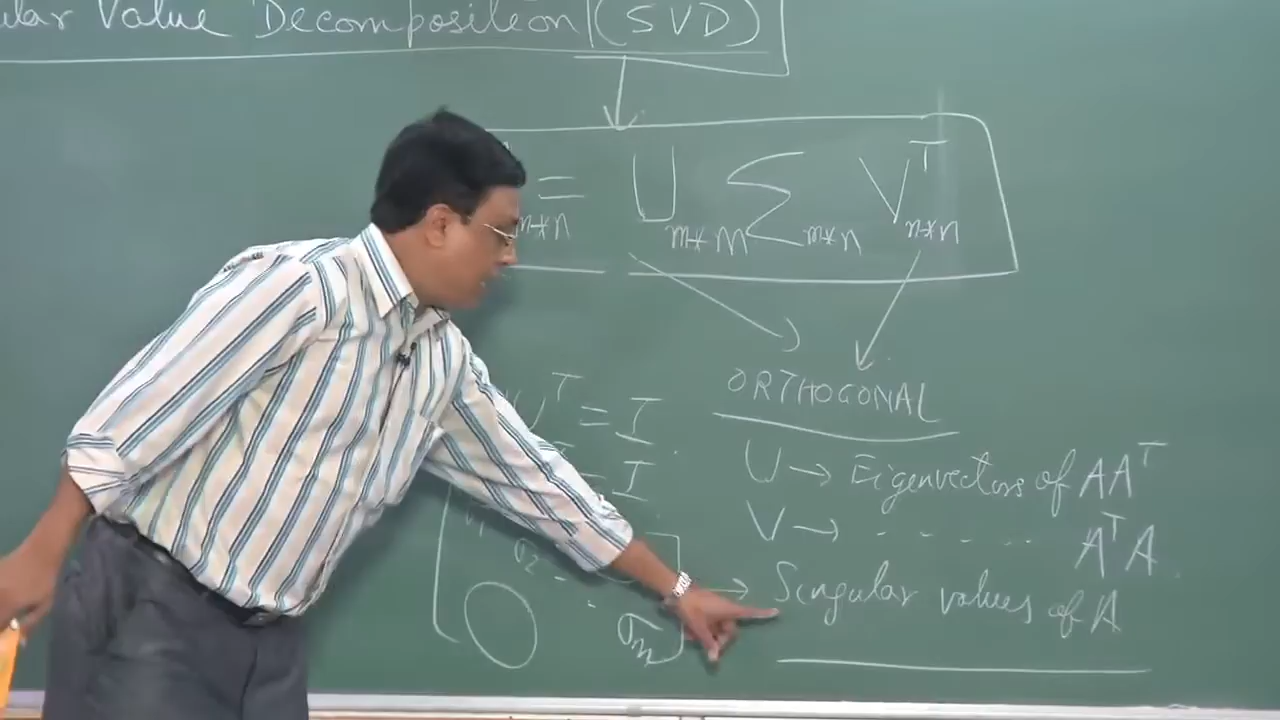 ular Value Decomposition (SVD)
m*n = U m*m Σ m*n V^T n*n
ORTHOGONAL
U^T = I
= I
U → Eigenvectors of AA^T
V → - - - - - - A^T A
σ₂
→ Singular values of A
σₙ